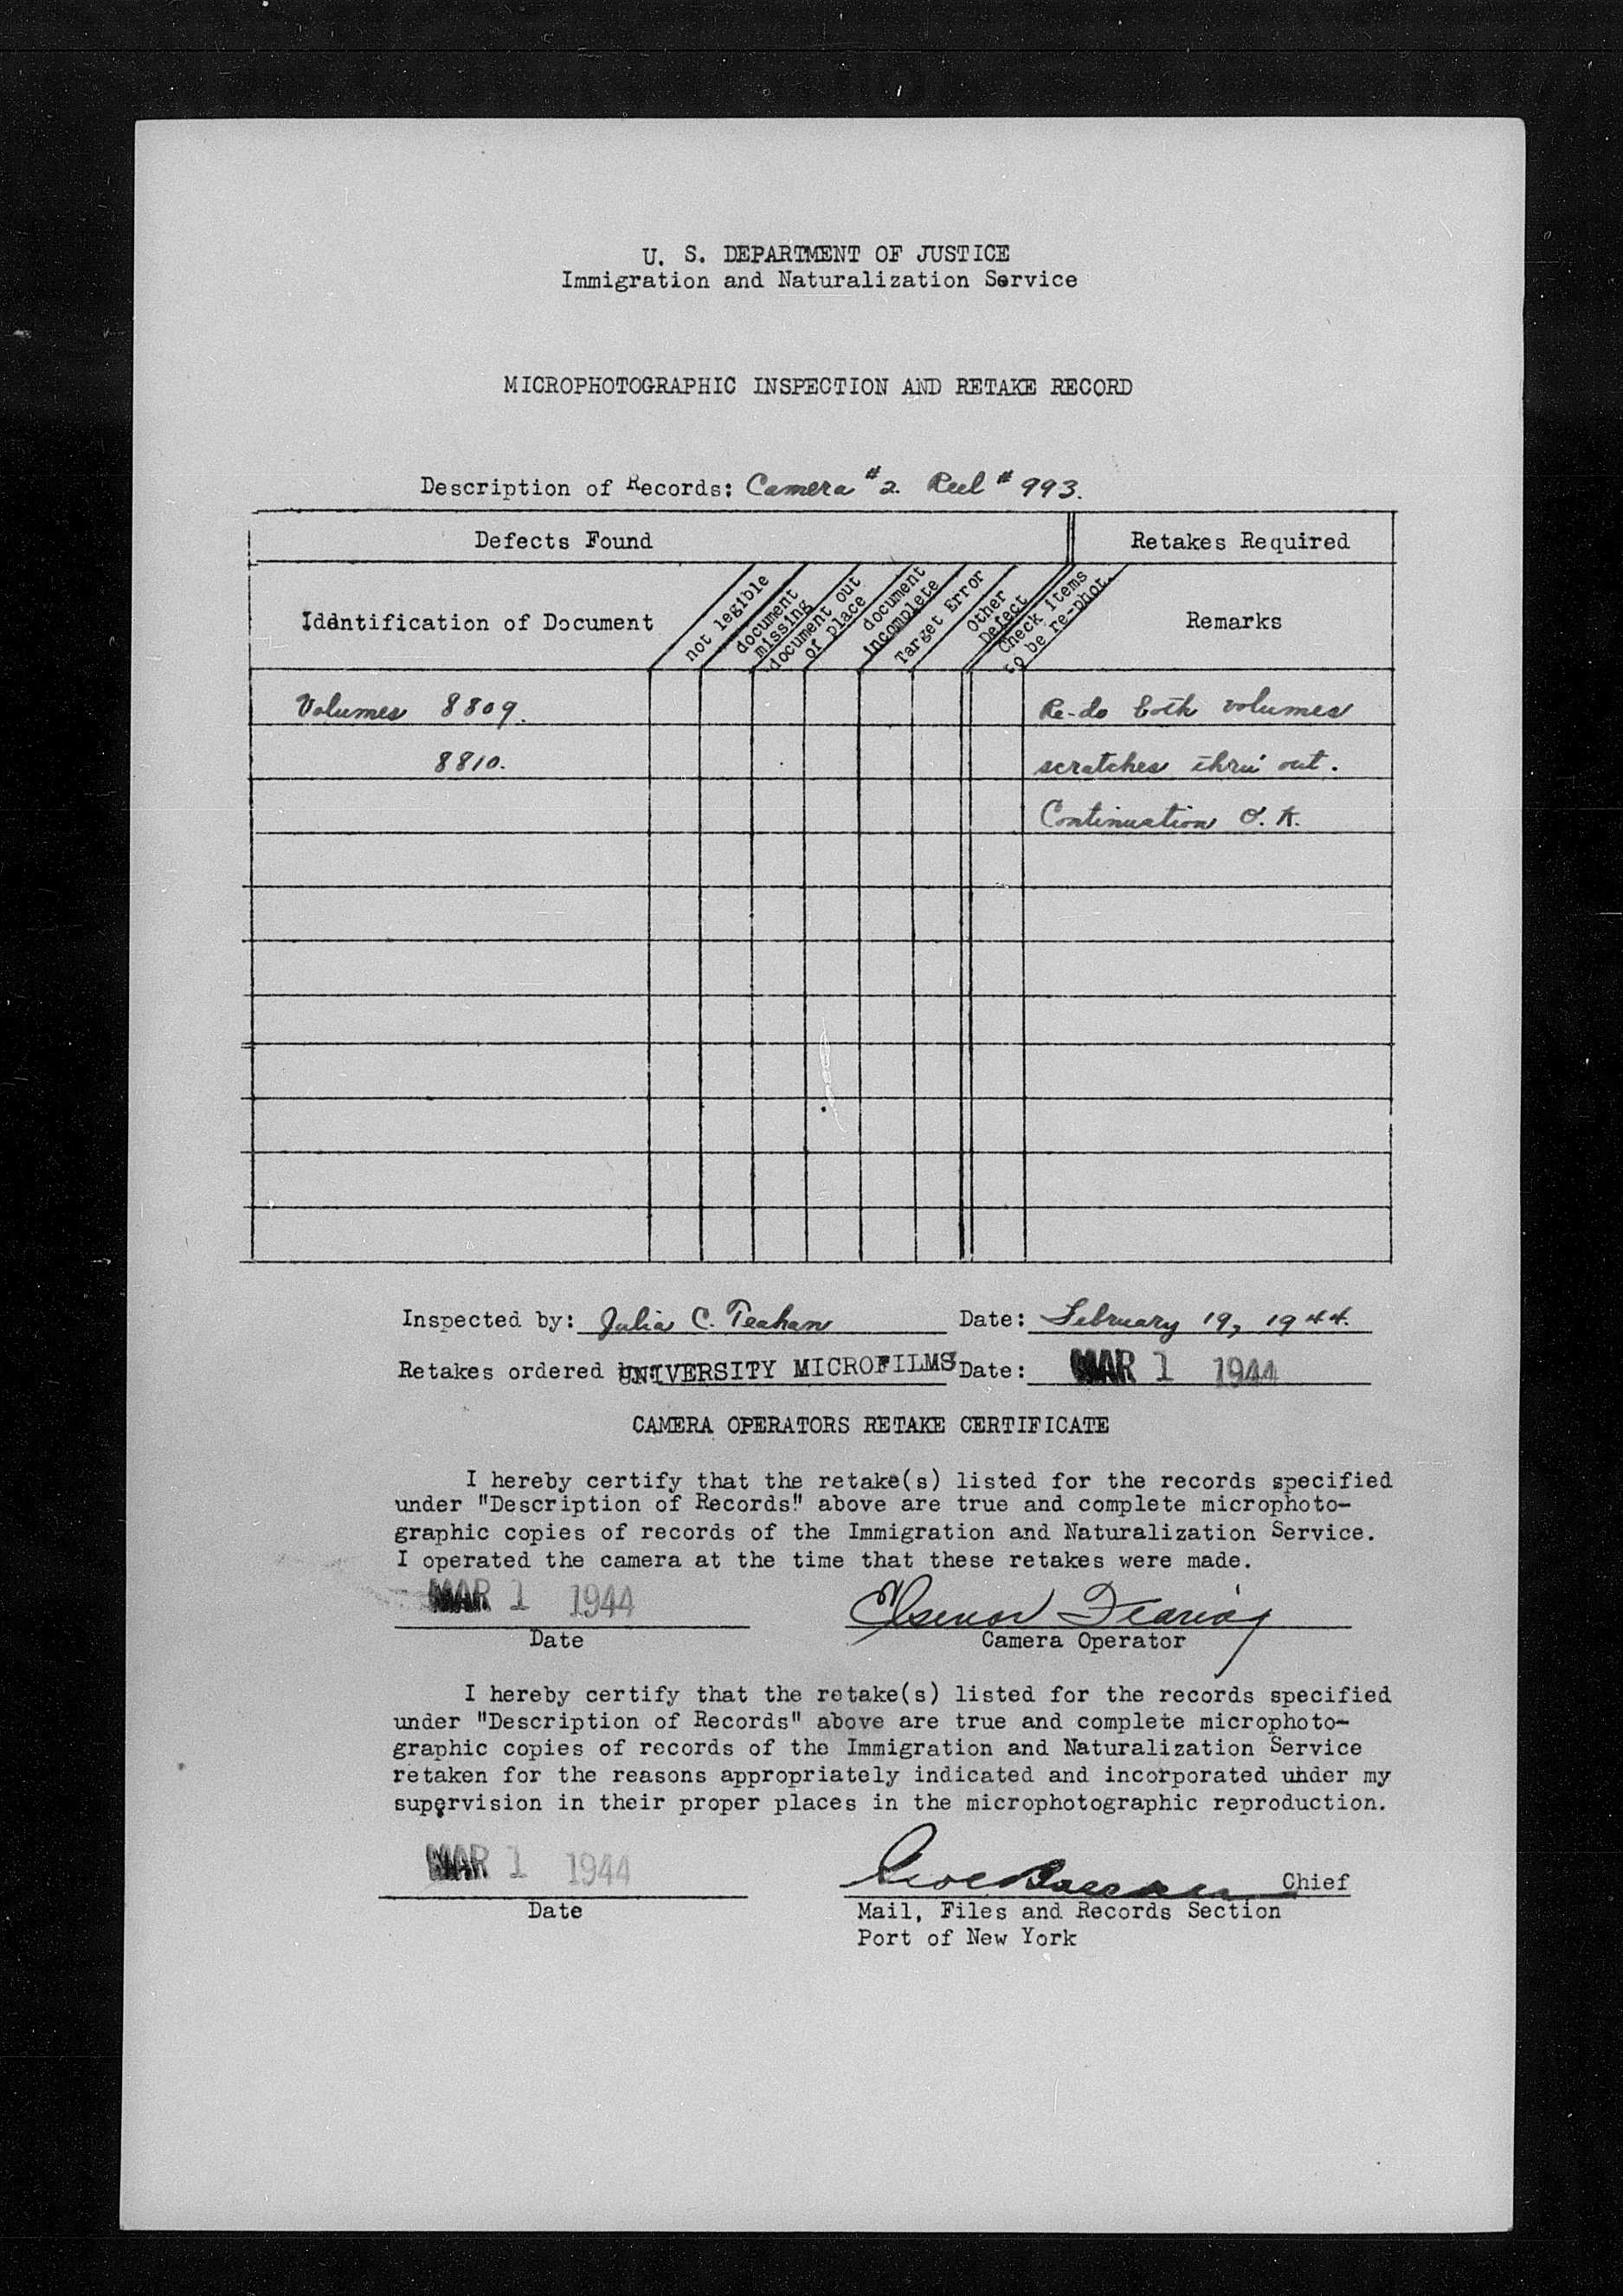 U. S. DEPARTMENT OF JUSTICE
Immigration and Naturalization Service
MICROPHOTOGRAPHIC INSPECTION AND RETAKE RECORD
Description of Records: Camera #2. Reel # 993.
Defects Found Retakes Required
Identification of Document
not legible
document missing
document out of place
document incomplete
Target Error
Other Defect
Check items to be re-phot.
Remarks
Volumes 8809. Re-do both volumes
8810. scratches thru out.
Continuation O.K.
Inspected by: Julia C. Teahan Date: February 19, 1944.
Retakes ordered by: UNIVERSITY MICROFILMS Date: MAR 1 1944
CAMERA OPERATORS RETAKE CERTIFICATE
I hereby certify that the retake(s) listed for the records specified
under "Description of Records" above are true and complete microphoto-
graphic copies of records of the Immigration and Naturalization Service.
I operated the camera at the time that these retakes were made.
MAR 1 1944
Date Camera Operator
I hereby certify that the retake(s) listed for the records specified
under "Description of Records" above are true and complete microphoto-
graphic copies of records of the Immigration and Naturalization Service
retaken for the reasons appropriately indicated and incorporated under my
supervision in their proper places in the microphotographic reproduction.
MAR 1 1944 Chief
Date Mail, Files and Records Section
Port of New York